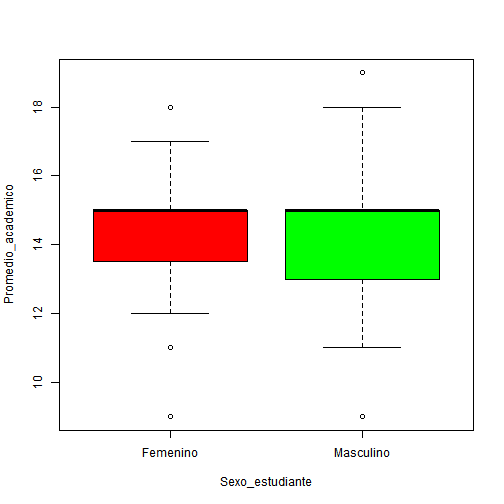 18
16
14
12
10
Promedio_academico
Femenino
Masculino
Sexo_estudiante